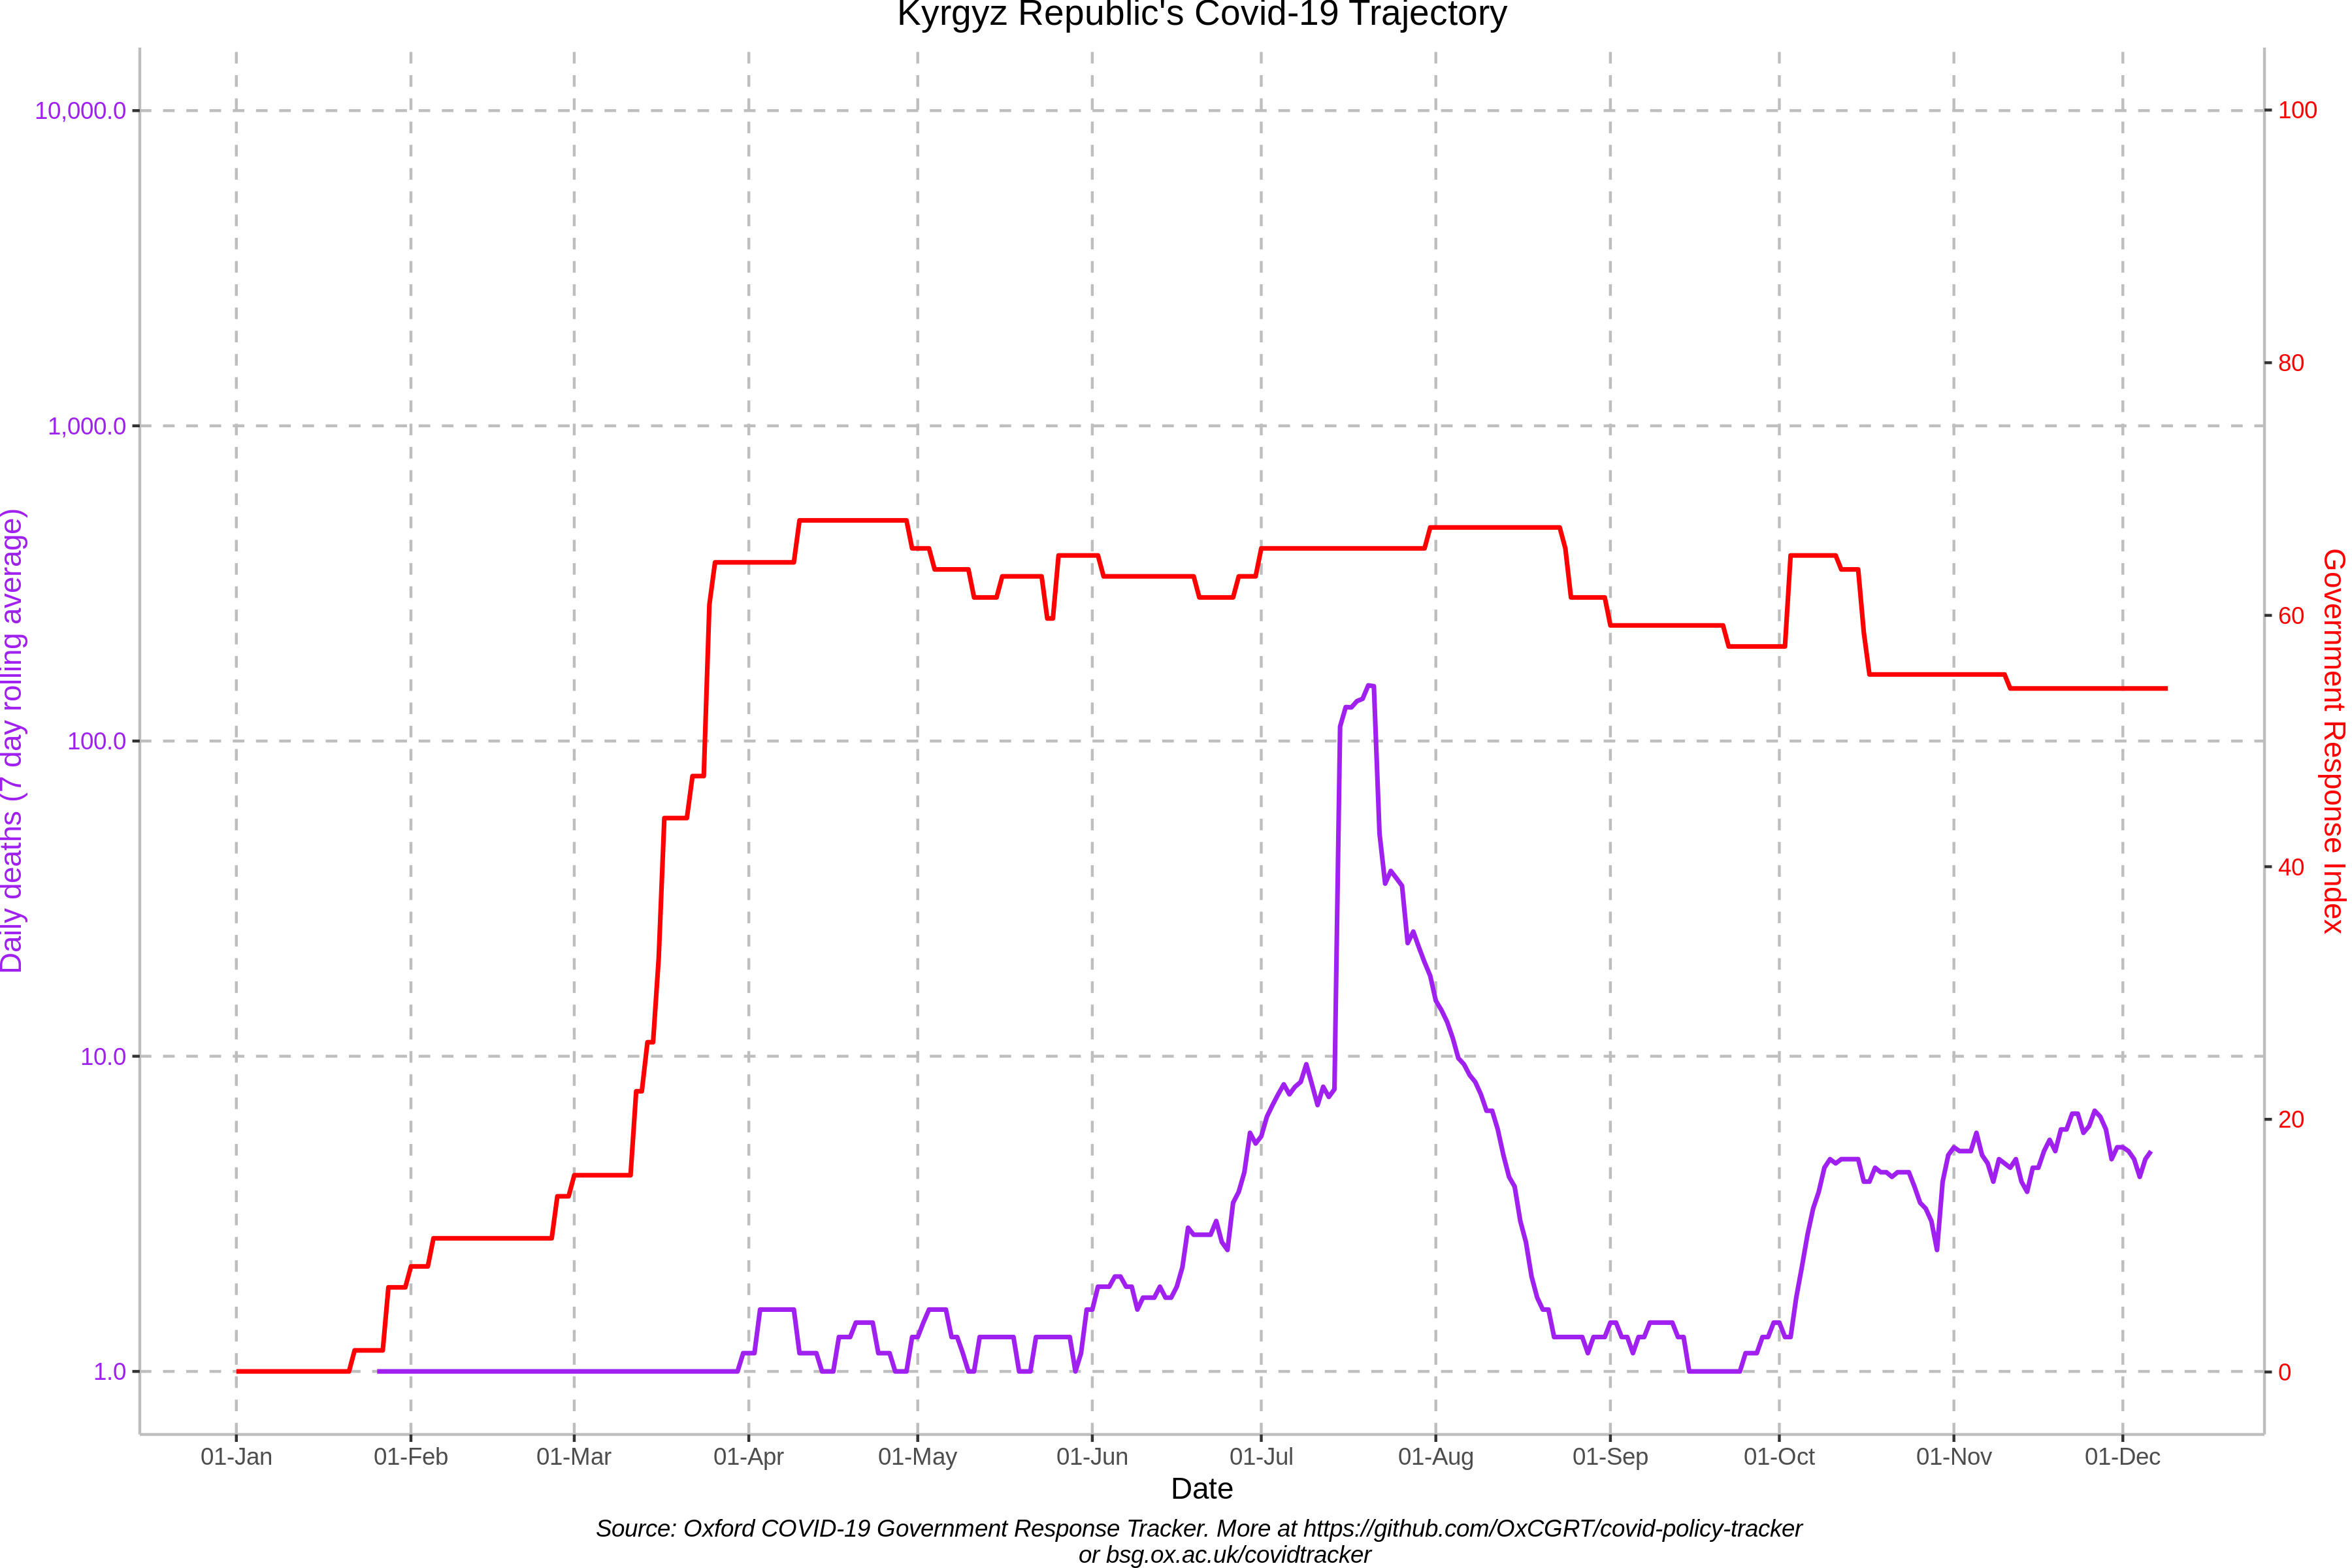 Kyrgyz Republic's Covid-19 Trajectory
10,000.0
1,000.0
100.0
10.0
1.0
Daily deaths (7 day rolling average)
100
80
60
40
20
0
Government Response Index
01-Jan 01-Feb 01-Mar 01-Apr 01-May 01-Jun 01-Jul 01-Aug 01-Sep 01-Oct 01-Nov 01-Dec
Date
Source: Oxford COVID-19 Government Response Tracker. More at https://github.com/OxCGRT/covid-policy-tracker
or bsg.ox.ac.uk/covidtracker